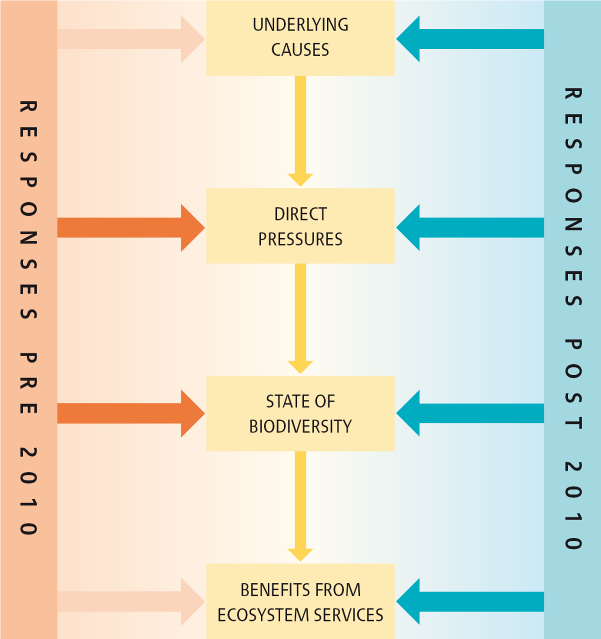 UNDERLYING
CAUSES
RESPONSES PRE 2010
RESPONSES POST 2010
DIRECT
PRESSURES
STATE OF
BIODIVERSITY
BENEFITS FROM
ECOSYSTEM SERVICES